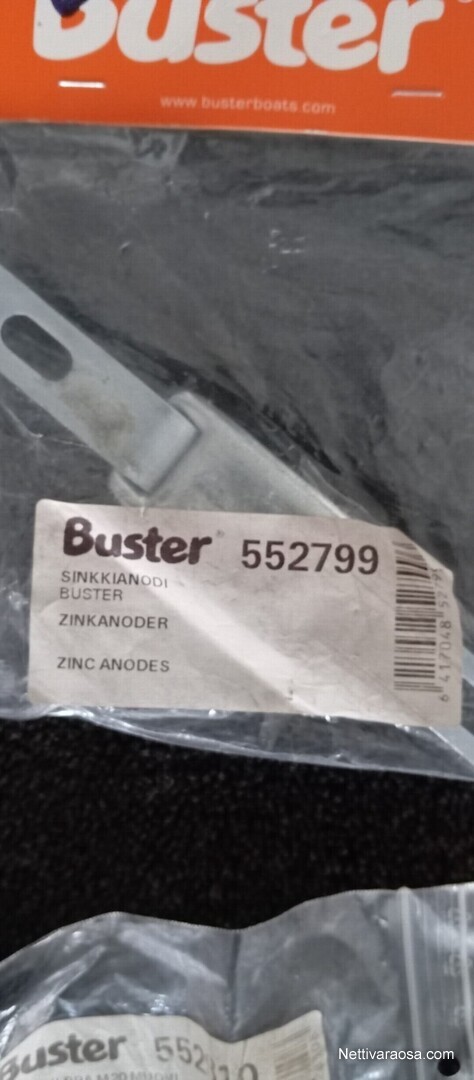 Buster
www.busterboats.com
Buster 552799
SINKKIANODI
BUSTER
ZINKANODER
ZINC ANODES
Buster
Nettivaraosa.com